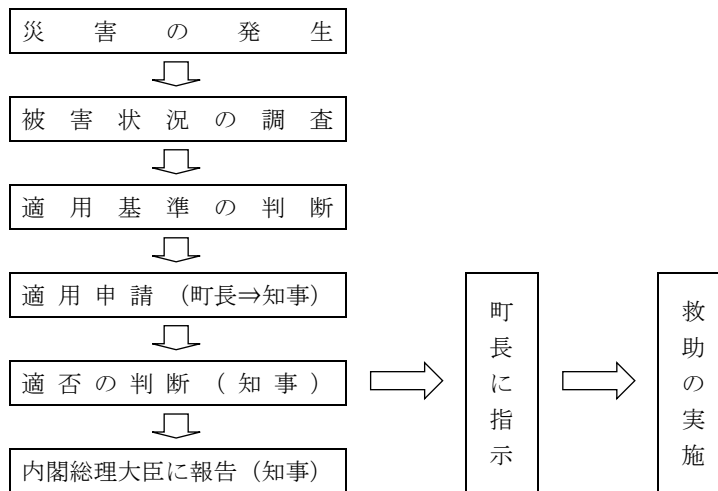 災害の発生
被害状況の調査
適用基準の判断
適用申請（町長⇒知事）
適否の判断（知事）
内閣総理大臣に報告（知事）
町長に指示
救助の実施